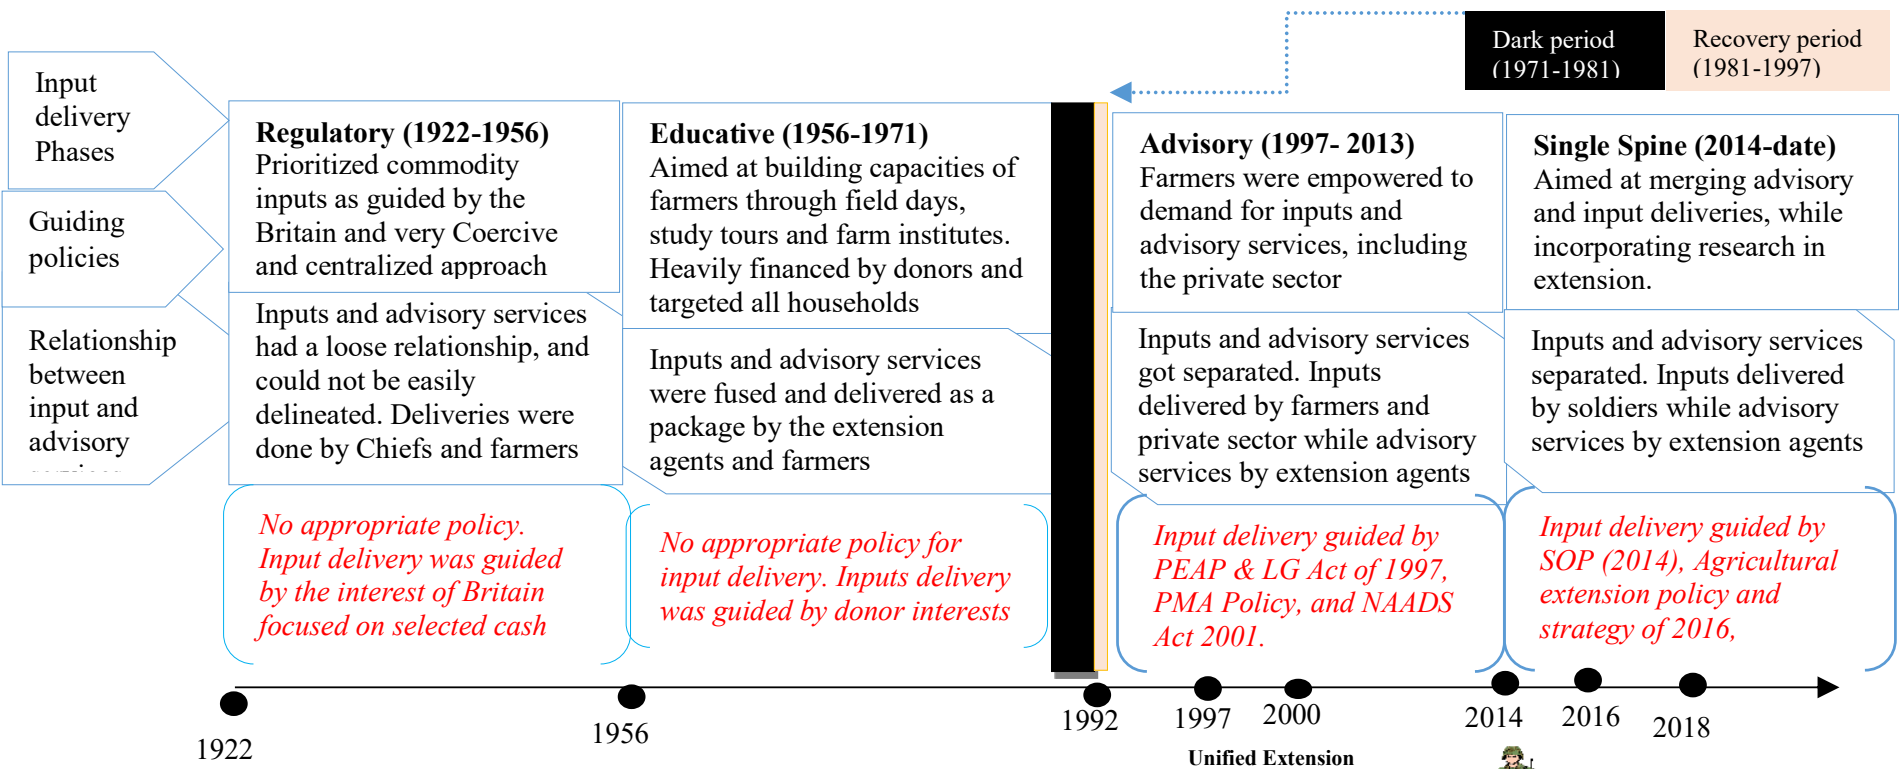 Dark period
(1971-1981)
Recovery period
(1981-1997)
Input
delivery
Phases
Guiding
policies
Relationship
between
input and
advisory
Regulatory (1922-1956)
Prioritized commodity
inputs as guided by the
Britain and very Coercive
and centralized approach
Inputs and advisory services
had a loose relationship, and
could not be easily
delineated. Deliveries were
done by Chiefs and farmers
No appropriate policy.
Input delivery was guided
by the interest of Britain
focused on selected cash
Educative (1956-1971)
Aimed at building capacities of
farmers through field days,
study tours and farm institutes.
Heavily financed by donors and
targeted all households
Inputs and advisory services
were fused and delivered as a
package by the extension
agents and farmers
No appropriate policy for
input delivery. Inputs delivery
was guided by donor interests
Advisory (1997- 2013)
Farmers were empowered to
demand for inputs and
advisory services, including
the private sector
Inputs and advisory services
got separated. Inputs
delivered by farmers and
private sector while advisory
services by extension agents
Input delivery guided by
PEAP & LG Act of 1997,
PMA Policy, and NAADS
Act 2001.
Single Spine (2014-date)
Aimed at merging advisory
and input deliveries, while
incorporating research in
extension.
Inputs and advisory services
separated. Inputs delivered
by soldiers while advisory
services by extension agents
Input delivery guided by
SOP (2014), Agricultural
extension policy and
strategy of 2016,
1922
1956
1992
1997
2000
2014
2016
2018
Unified Extension